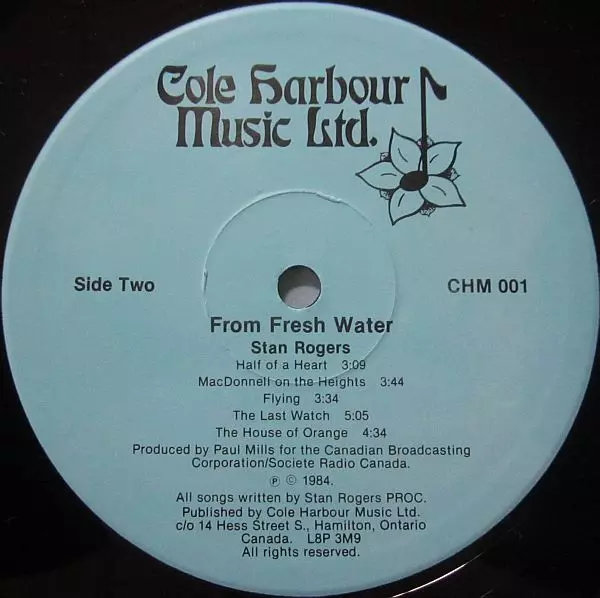 Cole Harbour
Music Ltd.
Side Two
CHM 001
From Fresh Water
Stan Rogers
Half of a Heart 3:09
MacDonnell on the Heights 3:44
Flying 3:34
The Last Watch 5:05
The House of Orange 4:34
Produced by Paul Mills for the Canadian Broadcasting
Corporation/Societe Radio Canada.
℗ © 1984.
All songs written by Stan Rogers PROC.
Published by Cole Harbour Music Ltd.
c/o 14 Hess Street S., Hamilton, Ontario
Canada. L8P 3M9
All rights reserved.